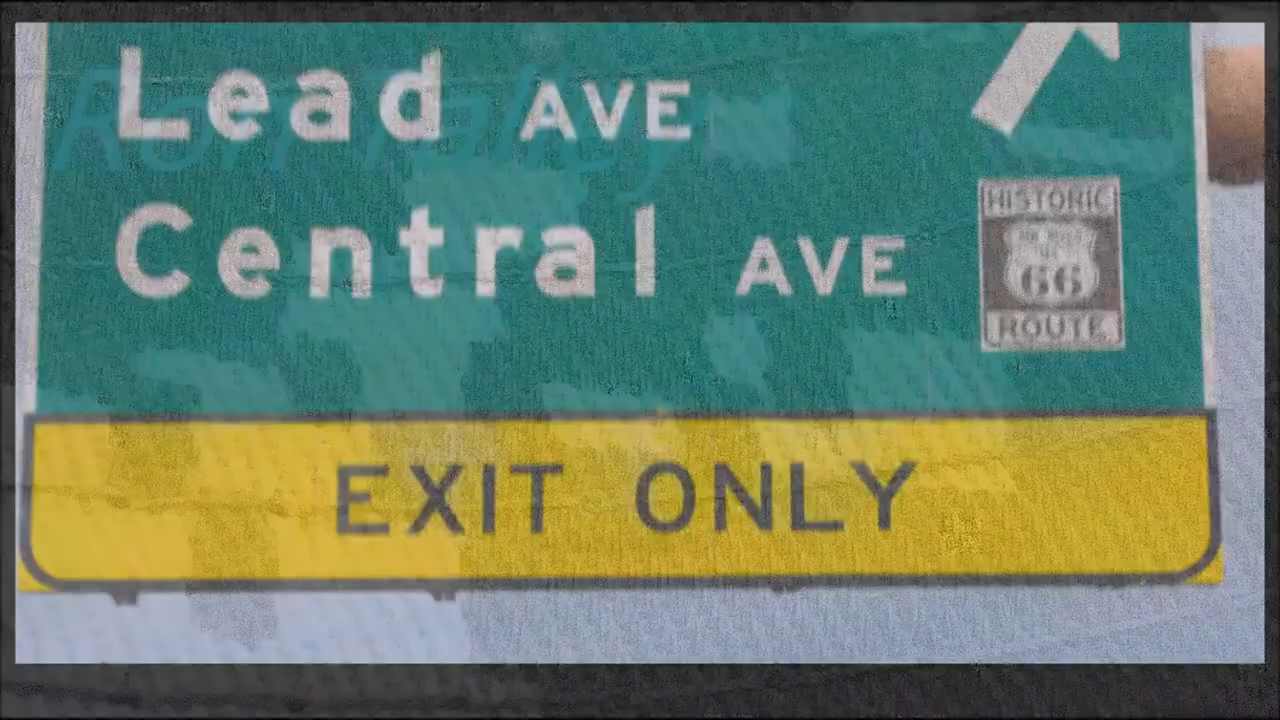 Lead AVE
Central AVE
HISTORIC
66
ROUTE
EXIT ONLY